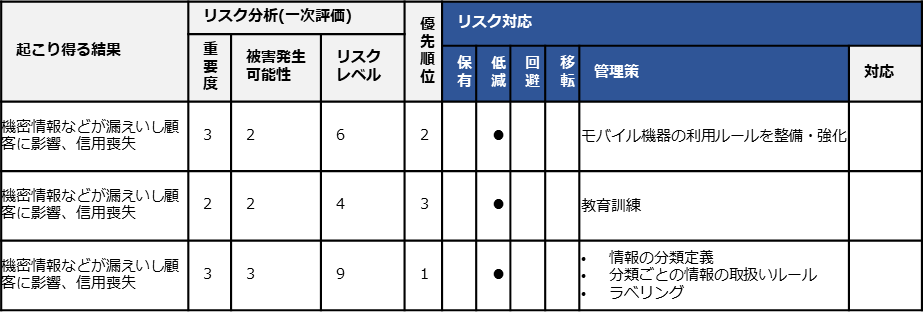 起こり得る結果 リスク分析(一次評価) 優先順位 リスク対応
重要度 被害発生可能性 リスクレベル 保有 低減 回避 移転 管理策 対応
機密情報などが漏えいし顧
客に影響、信用喪失
3 2 6 2 ● モバイル機器の利用ルールを整備・強化
機密情報などが漏えいし顧
客に影響、信用喪失
2 2 4 3 ● 教育訓練
機密情報などが漏えいし顧
客に影響、信用喪失
3 3 9 1 ●
• 情報の分類定義
• 分類ごとの情報の取扱いルール
• ラベリング